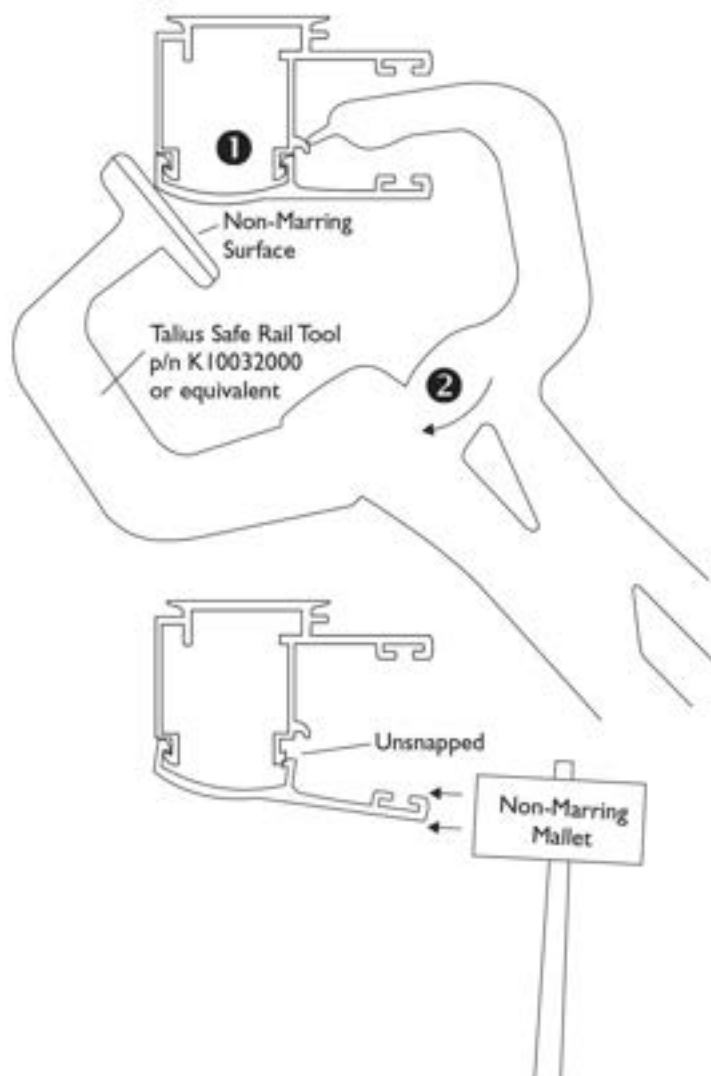 1
Non-Marring
Surface
Talius Safe Rail Tool
p/n K10032000
or equivalent
2
Unsnapped
Non-Marring
Mallet